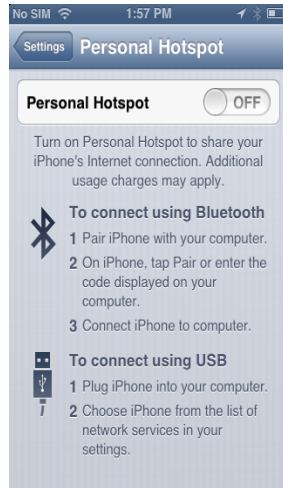 No SIM 1:57 PM
Settings Personal Hotspot
Personal Hotspot OFF
Turn on Personal Hotspot to share your
iPhone's Internet connection. Additional
usage charges may apply.
To connect using Bluetooth
1 Pair iPhone with your computer.
2 On iPhone, tap Pair or enter the
code displayed on your
computer.
3 Connect iPhone to computer.
To connect using USB
1 Plug iPhone into your computer.
2 Choose iPhone from the list of
network services in your
settings.